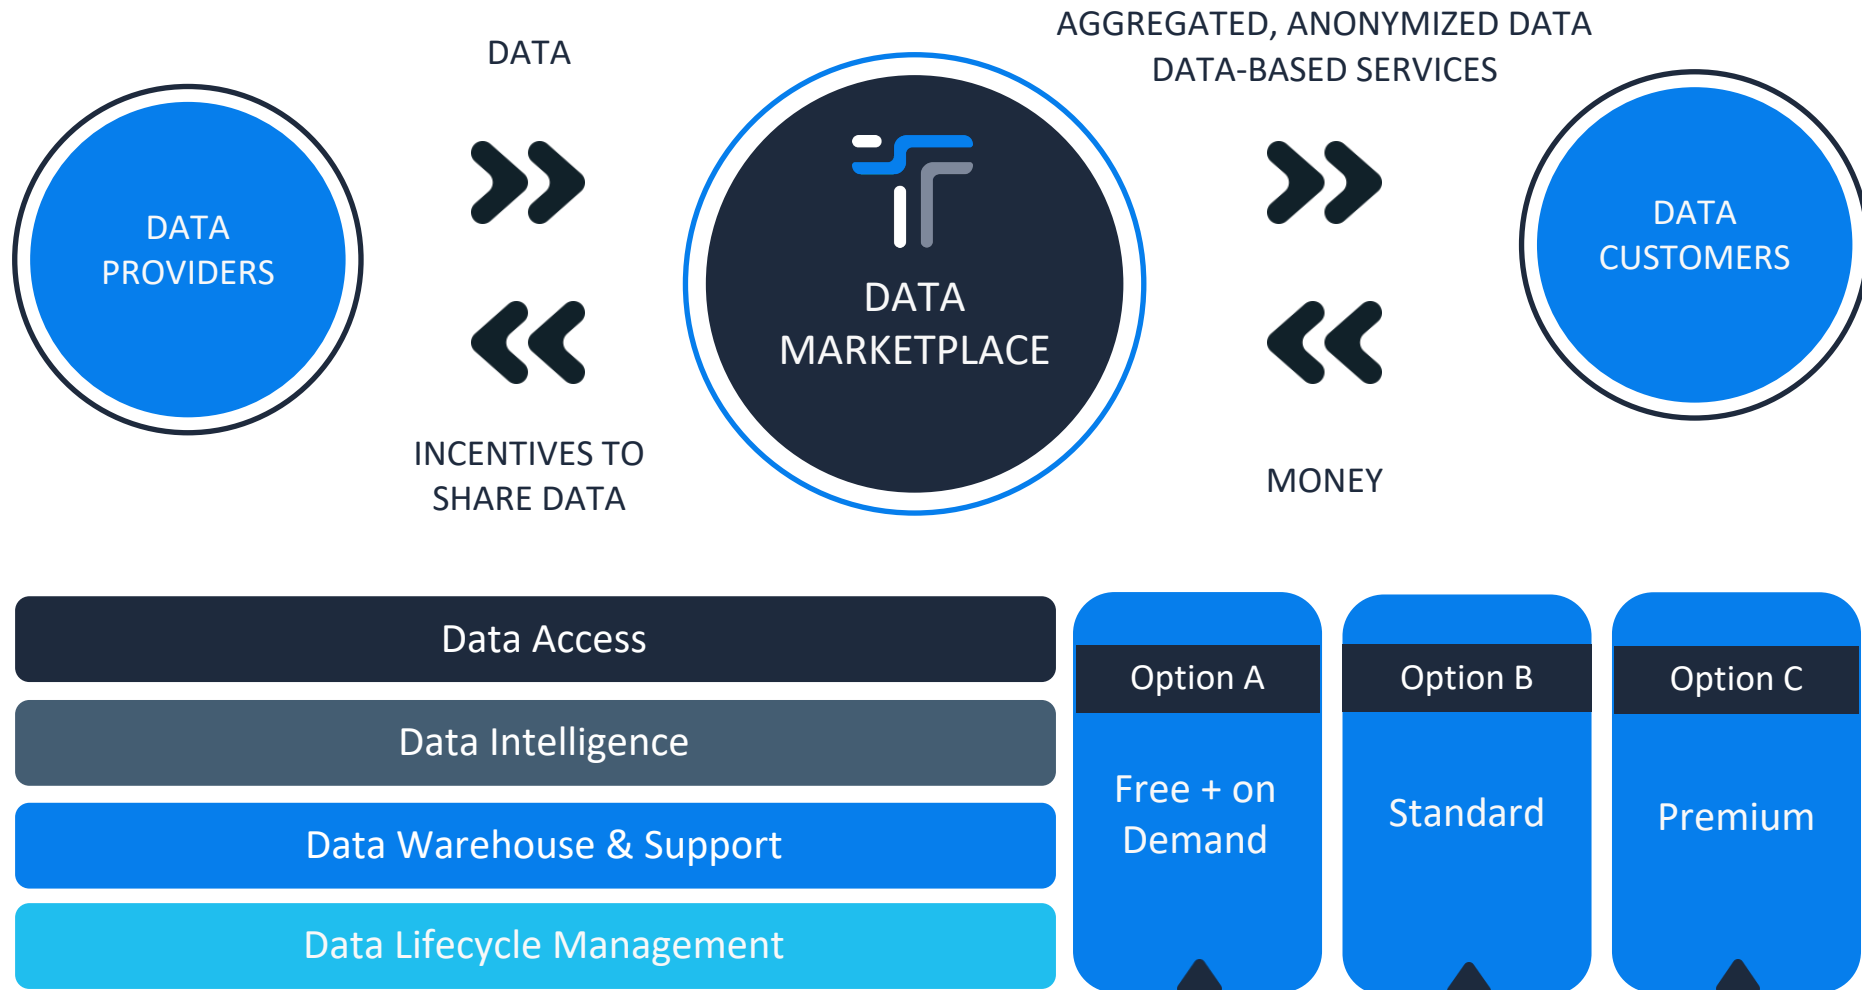 DATA
AGGREGATED, ANONYMIZED DATA
DATA-BASED SERVICES
DATA
PROVIDERS
DATA
MARKETPLACE
DATA
CUSTOMERS
INCENTIVES TO
SHARE DATA
MONEY
Data Access
Data Intelligence
Data Warehouse & Support
Data Lifecycle Management
Option A
Free + on
Demand
Option B
Standard
Option C
Premium